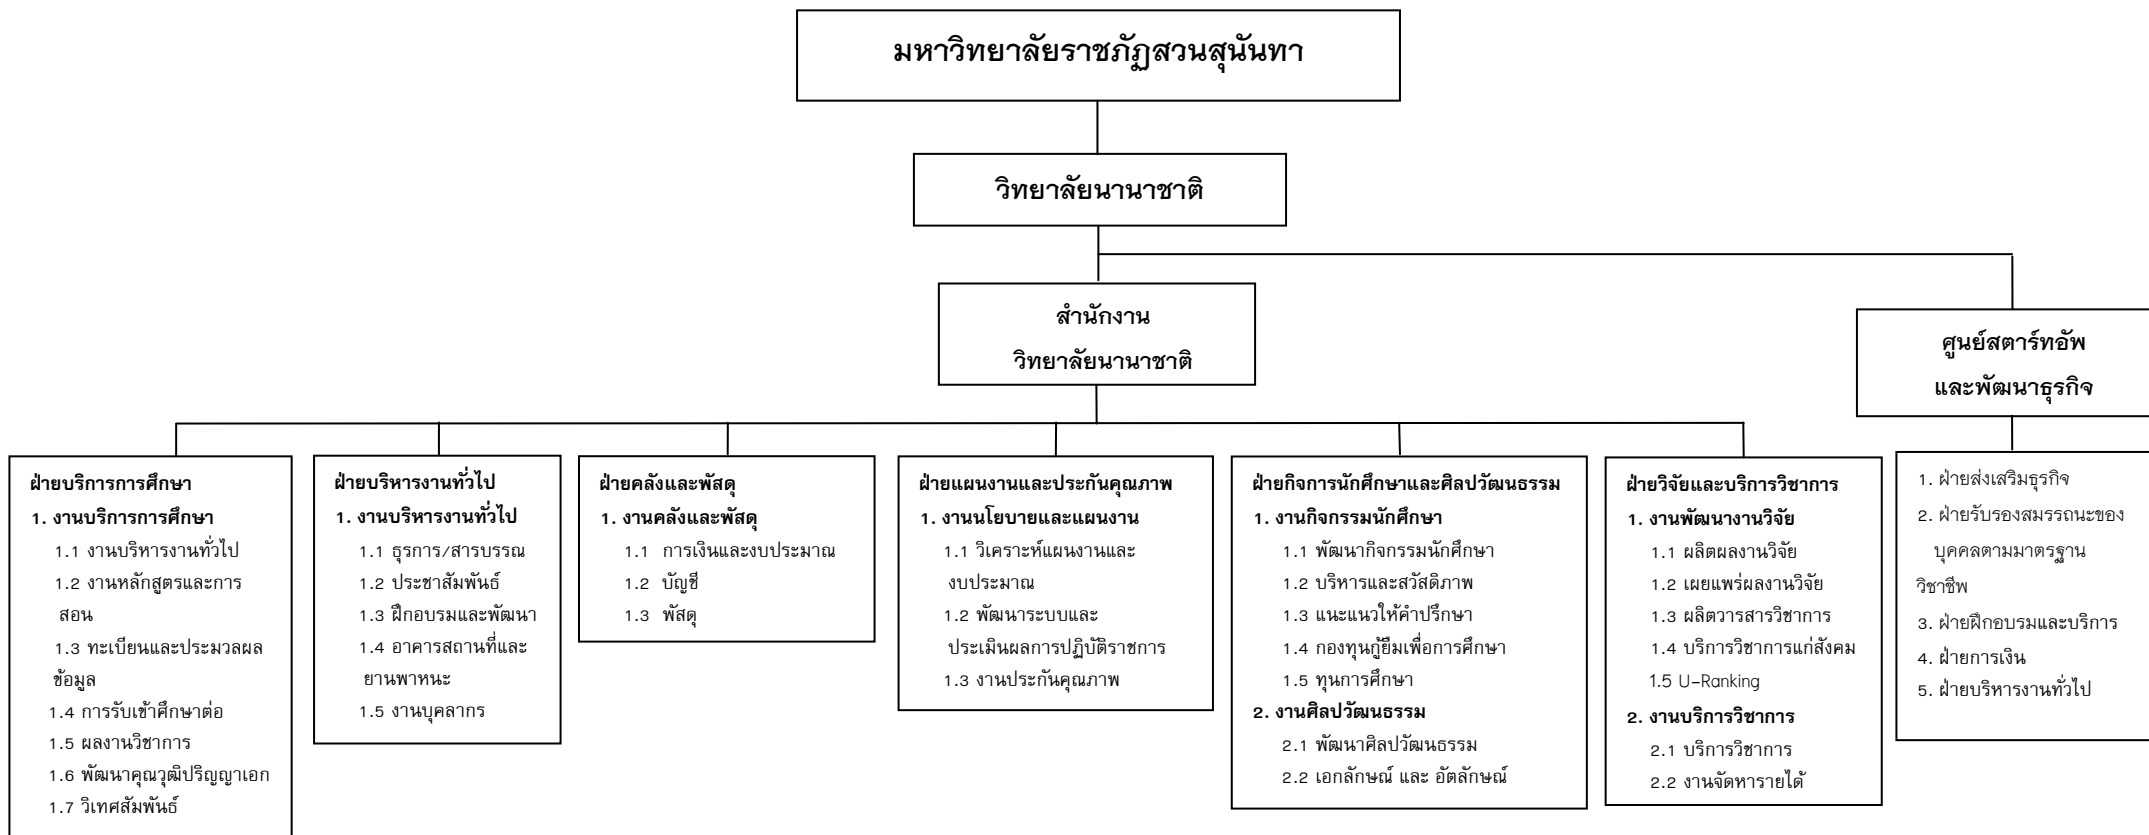 มหาวิทยาลัยราชภัฏสวนสุนันทา
วิทยาลัยนานาชาติ
สำนักงาน
วิทยาลัยนานาชาติ
ศูนย์สตาร์ทอัพ
และพัฒนาธุรกิจ
ฝ่ายบริการการศึกษา
1. งานบริการการศึกษา
1.1 งานบริหารงานทั่วไป
1.2 งานหลักสูตรและการ
สอน
1.3 ทะเบียนและประมวลผล
ข้อมูล
1.4 การรับเข้าศึกษาต่อ
1.5 ผลงานวิชาการ
1.6 พัฒนาคุณวุฒิปริญญาเอก
1.7 วิเทศสัมพันธ์
ฝ่ายบริหารงานทั่วไป
1. งานบริหารงานทั่วไป
1.1 ธุรการ/สารบรรณ
1.2 ประชาสัมพันธ์
1.3 ฝึกอบรมและพัฒนา
1.4 อาคารสถานที่และ
ยานพาหนะ
1.5 งานบุคลากร
ฝ่ายคลังและพัสดุ
1. งานคลังและพัสดุ
1.1 การเงินและงบประมาณ
1.2 บัญชี
1.3 พัสดุ
ฝ่ายแผนงานและประกันคุณภาพ
1. งานนโยบายและแผนงาน
1.1 วิเคราะห์แผนงานและ
งบประมาณ
1.2 พัฒนาระบบและ
ประเมินผลการปฏิบัติราชการ
1.3 งานประกันคุณภาพ
ฝ่ายกิจการนักศึกษาและศิลปวัฒนธรรม
1. งานกิจกรรมนักศึกษา
1.1 พัฒนากิจกรรมนักศึกษา
1.2 บริหารและสวัสดิภาพ
1.3 แนะแนวให้คำปรึกษา
1.4 กองทุนกู้ยืมเพื่อการศึกษา
1.5 ทุนการศึกษา
2. งานศิลปวัฒนธรรม
2.1 พัฒนาศิลปวัฒนธรรม
2.2 เอกลักษณ์ และ อัตลักษณ์
ฝ่ายวิจัยและบริการวิชาการ
1. งานพัฒนางานวิจัย
1.1 ผลิตผลงานวิจัย
1.2 เผยแพร่ผลงานวิจัย
1.3 ผลิตวารสารวิชาการ
1.4 บริการวิชาการแก่สังคม
1.5 U-Ranking
2. งานบริการวิชาการ
2.1 บริการวิชาการ
2.2 งานจัดหารายได้
1. ฝ่ายส่งเสริมธุรกิจ
2. ฝ่ายรับรองสมรรถนะของ
บุคคลตามมาตรฐาน
วิชาชีพ
3. ฝ่ายฝึกอบรมและบริการ
4. ฝ่ายการเงิน
5. ฝ่ายบริหารงานทั่วไป